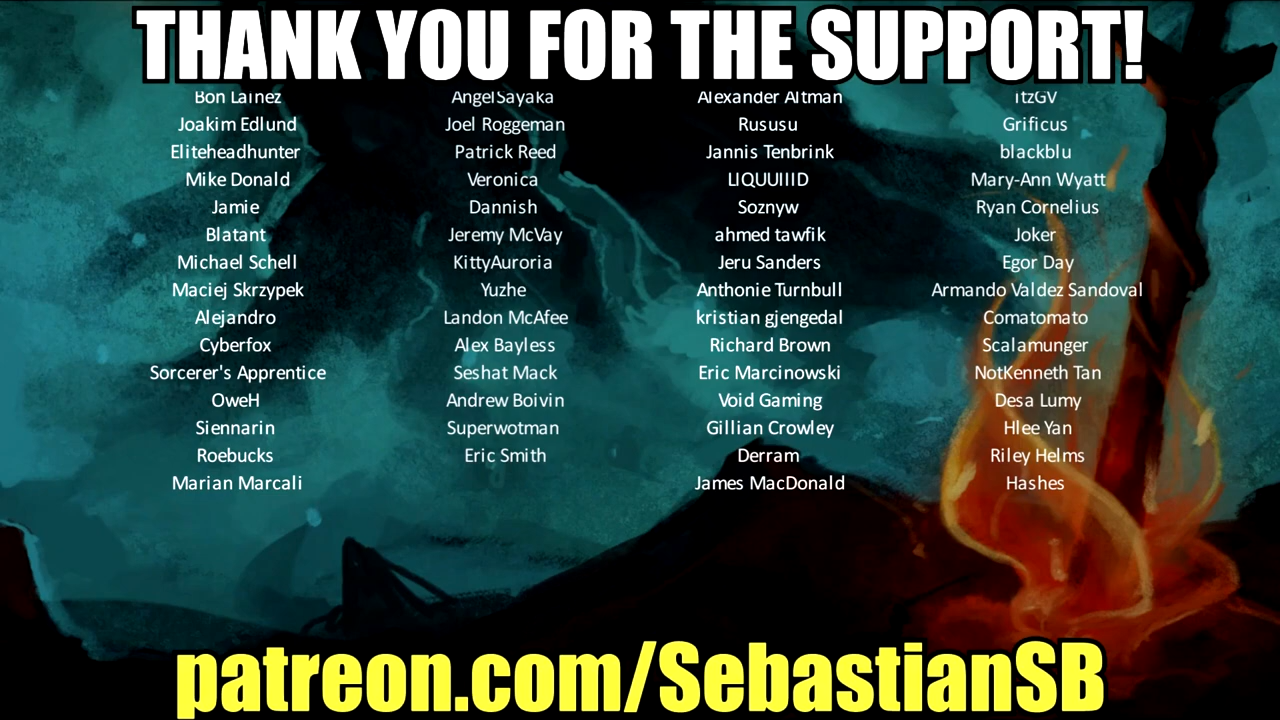 THANK YOU FOR THE SUPPORT!
Bon Lainez
Joakim Edlund
Eliteheadhunter
Mike Donald
Jamie
Blatant
Michael Schell
Maciej Skrzypek
Alejandro
Cyberfox
Sorcerer's Apprentice
OweH
Siennarin
Roebucks
Marian Marcali
AngelSayaka
Joel Roggeman
Patrick Reed
Veronica
Dannish
Jeremy McVay
KittyAuroria
Yuzhe
Landon McAfee
Alex Bayless
Seshat Mack
Andrew Boivin
Superwotman
Eric Smith
Alexander Altman
Rususu
Jannis Tenbrink
LIQUUIIID
Soznyw
ahmed tawfik
Jeru Sanders
Anthonie Turnbull
kristian gjengedal
Richard Brown
Eric Marcinowski
Void Gaming
Gillian Crowley
Derram
James MacDonald
itzGV
Grificus
blackblu
Mary-Ann Wyatt
Ryan Cornelius
Joker
Egor Day
Armando Valdez Sandoval
Comatomato
Scalamunger
NotKenneth Tan
Desa Lumy
Hlee Yan
Riley Helms
Hashes
patreon.com/SebastianSB